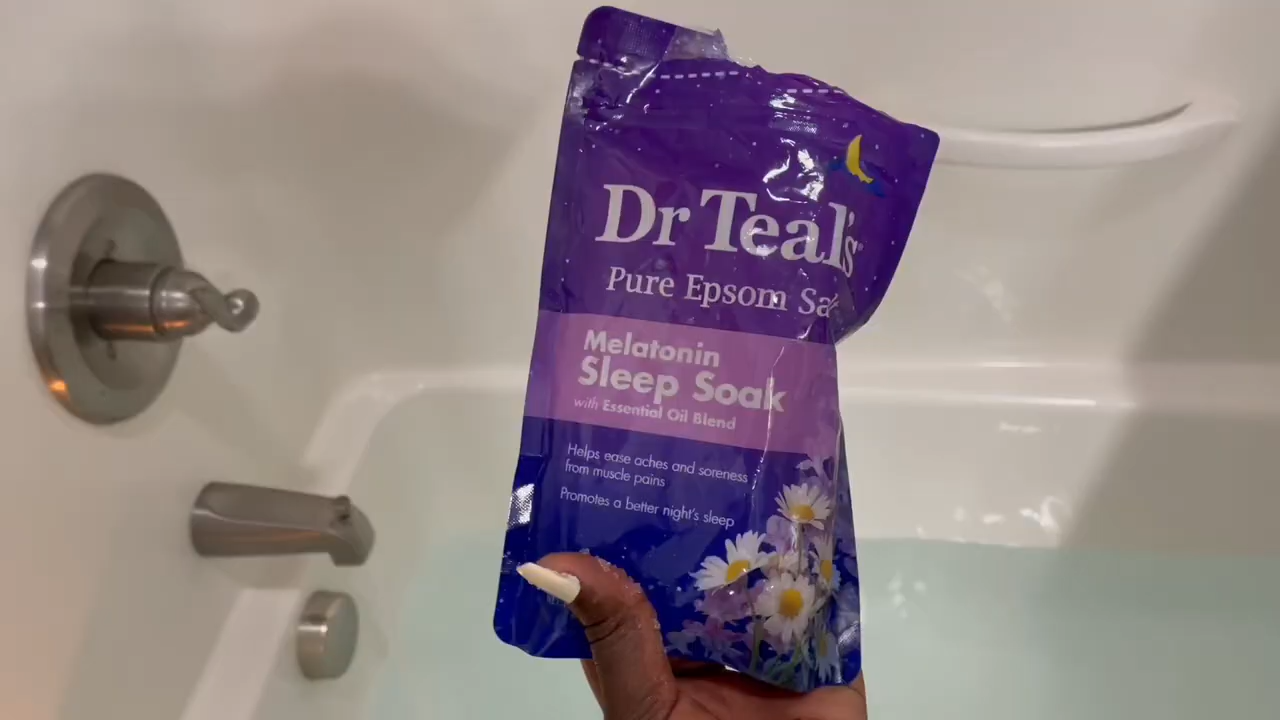 Dr Teal's
Pure Epsom Sa
Melatonin
Sleep Soak
with Essential Oil Blend
Helps ease aches and soreness
from muscle pains
Promotes a better night's sleep